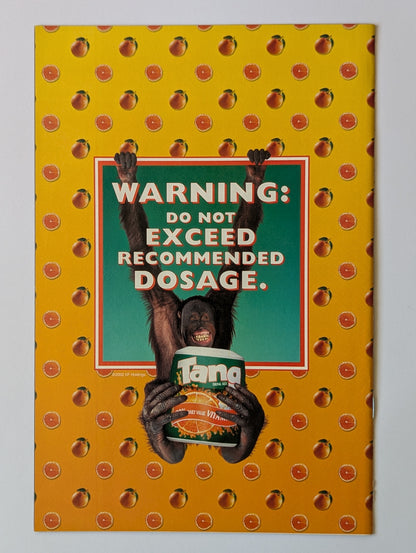 WARNING:
DO NOT
EXCEED
RECOMMENDED
DOSAGE.
Tang